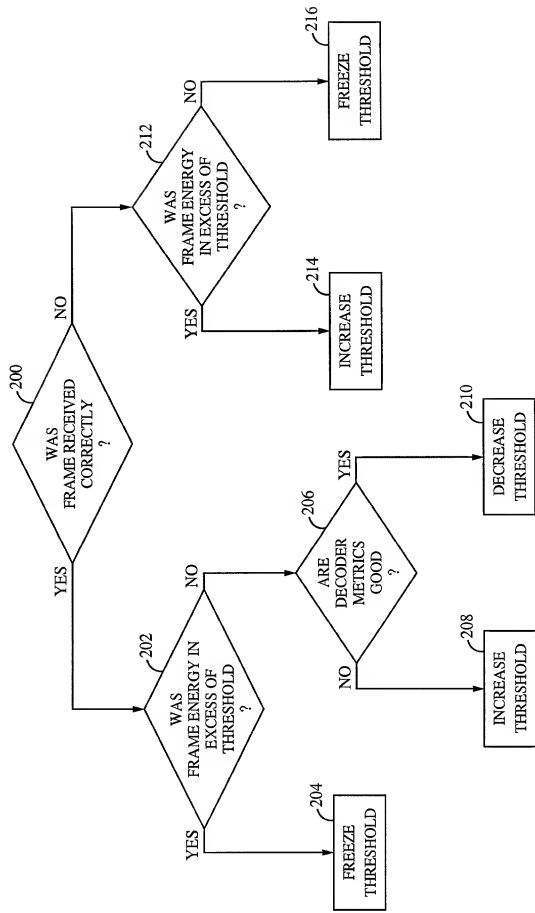 200
WAS
FRAME RECEIVED
CORRECTLY
?
YES
NO
202
WAS
FRAME ENERGY IN
EXCESS OF
THRESHOLD
?
YES
NO
212
WAS
FRAME ENERGY
IN EXCESS OF
THRESHOLD
?
YES
NO
204
FREEZE
THRESHOLD
206
ARE
DECODER
METRICS
GOOD
?
NO
YES
214
INCREASE
THRESHOLD
216
FREEZE
THRESHOLD
208
INCREASE
THRESHOLD
210
DECREASE
THRESHOLD